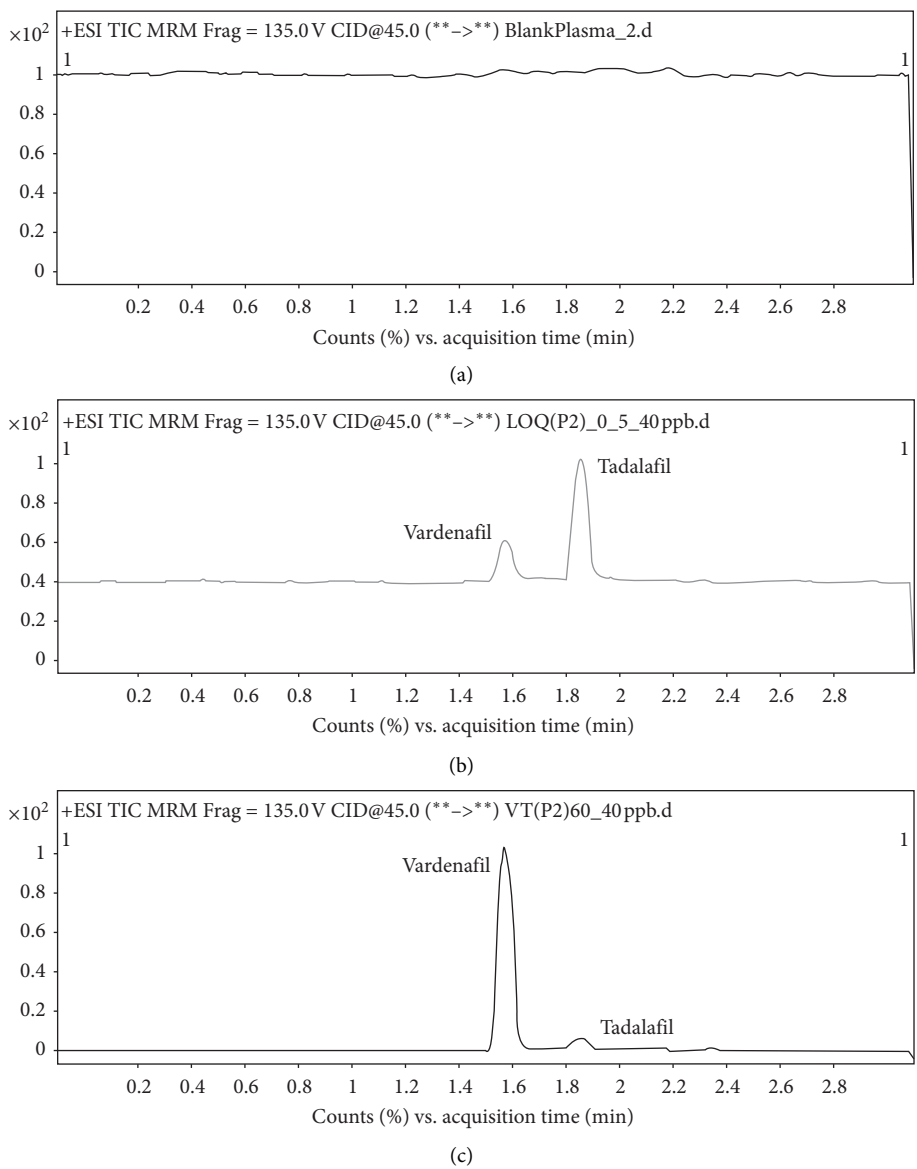 ×10²
+ESI TIC MRM Frag = 135.0 V CID@45.0 (**->**) BlankPlasma_2.d
1 1
1
0.8
0.6
0.4
0.2
0
0.2 0.4 0.6 0.8 1 1.2 1.4 1.6 1.8 2 2.2 2.4 2.6 2.8
Counts (%) vs. acquisition time (min)
(a)
×10²
+ESI TIC MRM Frag = 135.0 V CID@45.0 (**->**) LOQ(P2)_0_5_40 ppb.d
1 1
1
Tadalafil
0.8
Vardenafil
0.6
0.4
0.2
0
0.2 0.4 0.6 0.8 1 1.2 1.4 1.6 1.8 2 2.2 2.4 2.6 2.8
Counts (%) vs. acquisition time (min)
(b)
×10²
+ESI TIC MRM Frag = 135.0 V CID@45.0 (**->**) VT(P2)60_40 ppb.d
1 1
1
Vardenafil
0.8
0.6
0.4
0.2
Tadalafil
0
0.2 0.4 0.6 0.8 1 1.2 1.4 1.6 1.8 2 2.2 2.4 2.6 2.8
Counts (%) vs. acquisition time (min)
(c)